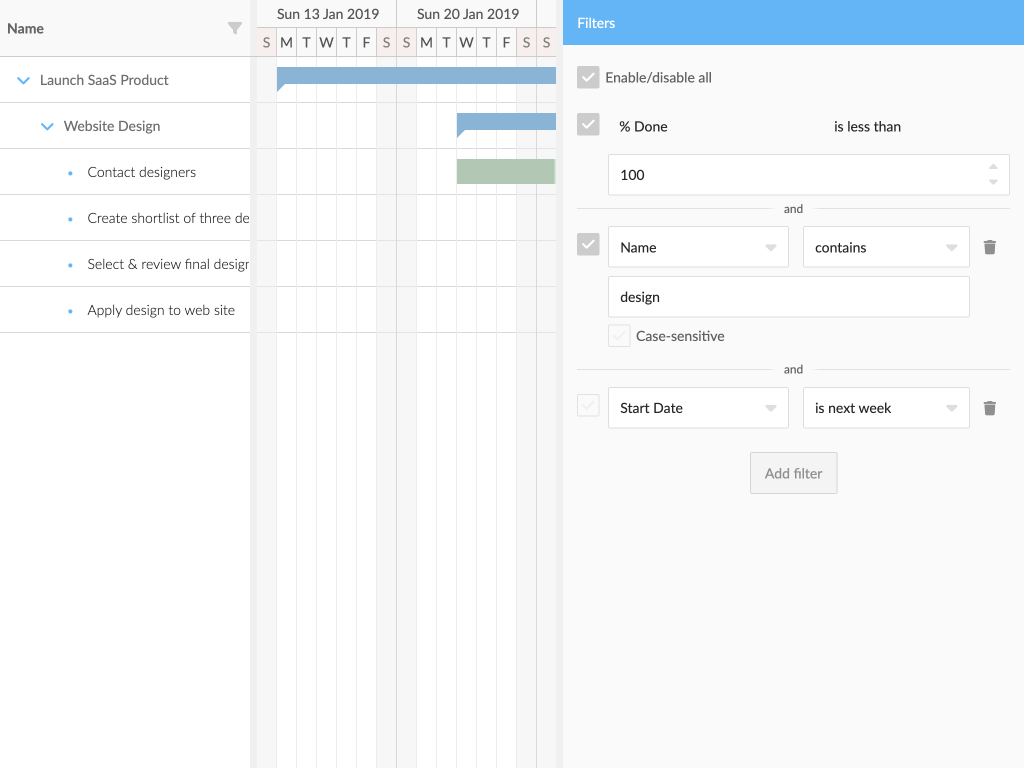 Name
Sun 13 Jan 2019
Sun 20 Jan 2019
S M T W T F S S M T W T F S S
Launch SaaS Product
Website Design
Contact designers
Create shortlist of three de
Select & review final design
Apply design to web site
Filters
Enable/disable all
% Done
is less than
100
and
Name
contains
design
Case-sensitive
and
Start Date
is next week
Add filter